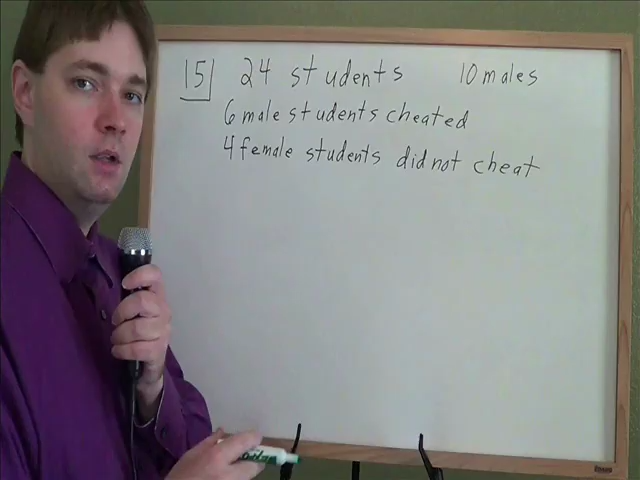 15 24 students 10 males
6 male students cheated
4 female students did not cheat